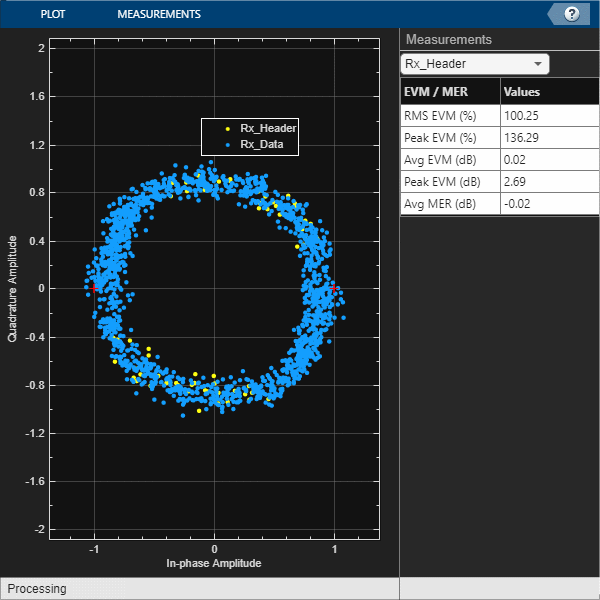 PLOT MEASUREMENTS ?
Measurements
Rx_Header
EVM / MER Values
RMS EVM (%) 100.25
Peak EVM (%) 136.29
Avg EVM (dB) 0.02
Peak EVM (dB) 2.69
Avg MER (dB) -0.02
2
1.6
1.2
0.8
0.4
0
-0.4
-0.8
-1.2
-1.6
-2
Quadrature Amplitude
Rx_Header
Rx_Data
-1 0 1
In-phase Amplitude
Processing